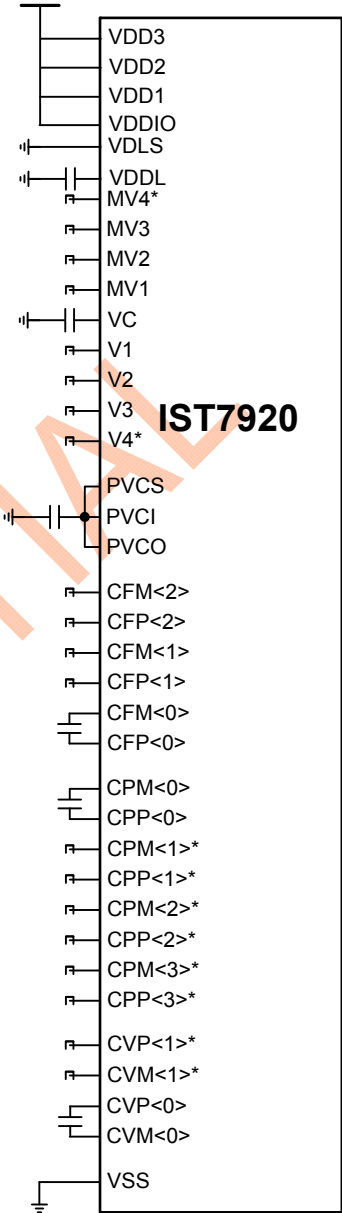 VDD3
VDD2
VDD1
VDDIO
VDLS
VDDL
MV4*
MV3
MV2
MV1
VC
V1
V2
V3
IST7920
V4*
PVCS
PVCI
PVCO
CFM<2>
CFP<2>
CFM<1>
CFP<1>
CFM<0>
CFP<0>
CPM<0>
CPP<0>
CPM<1>*
CPP<1>*
CPM<2>*
CPP<2>*
CPM<3>*
CPP<3>*
CVP<1>*
CVM<1>*
CVP<0>
CVM<0>
VSS
TIAL